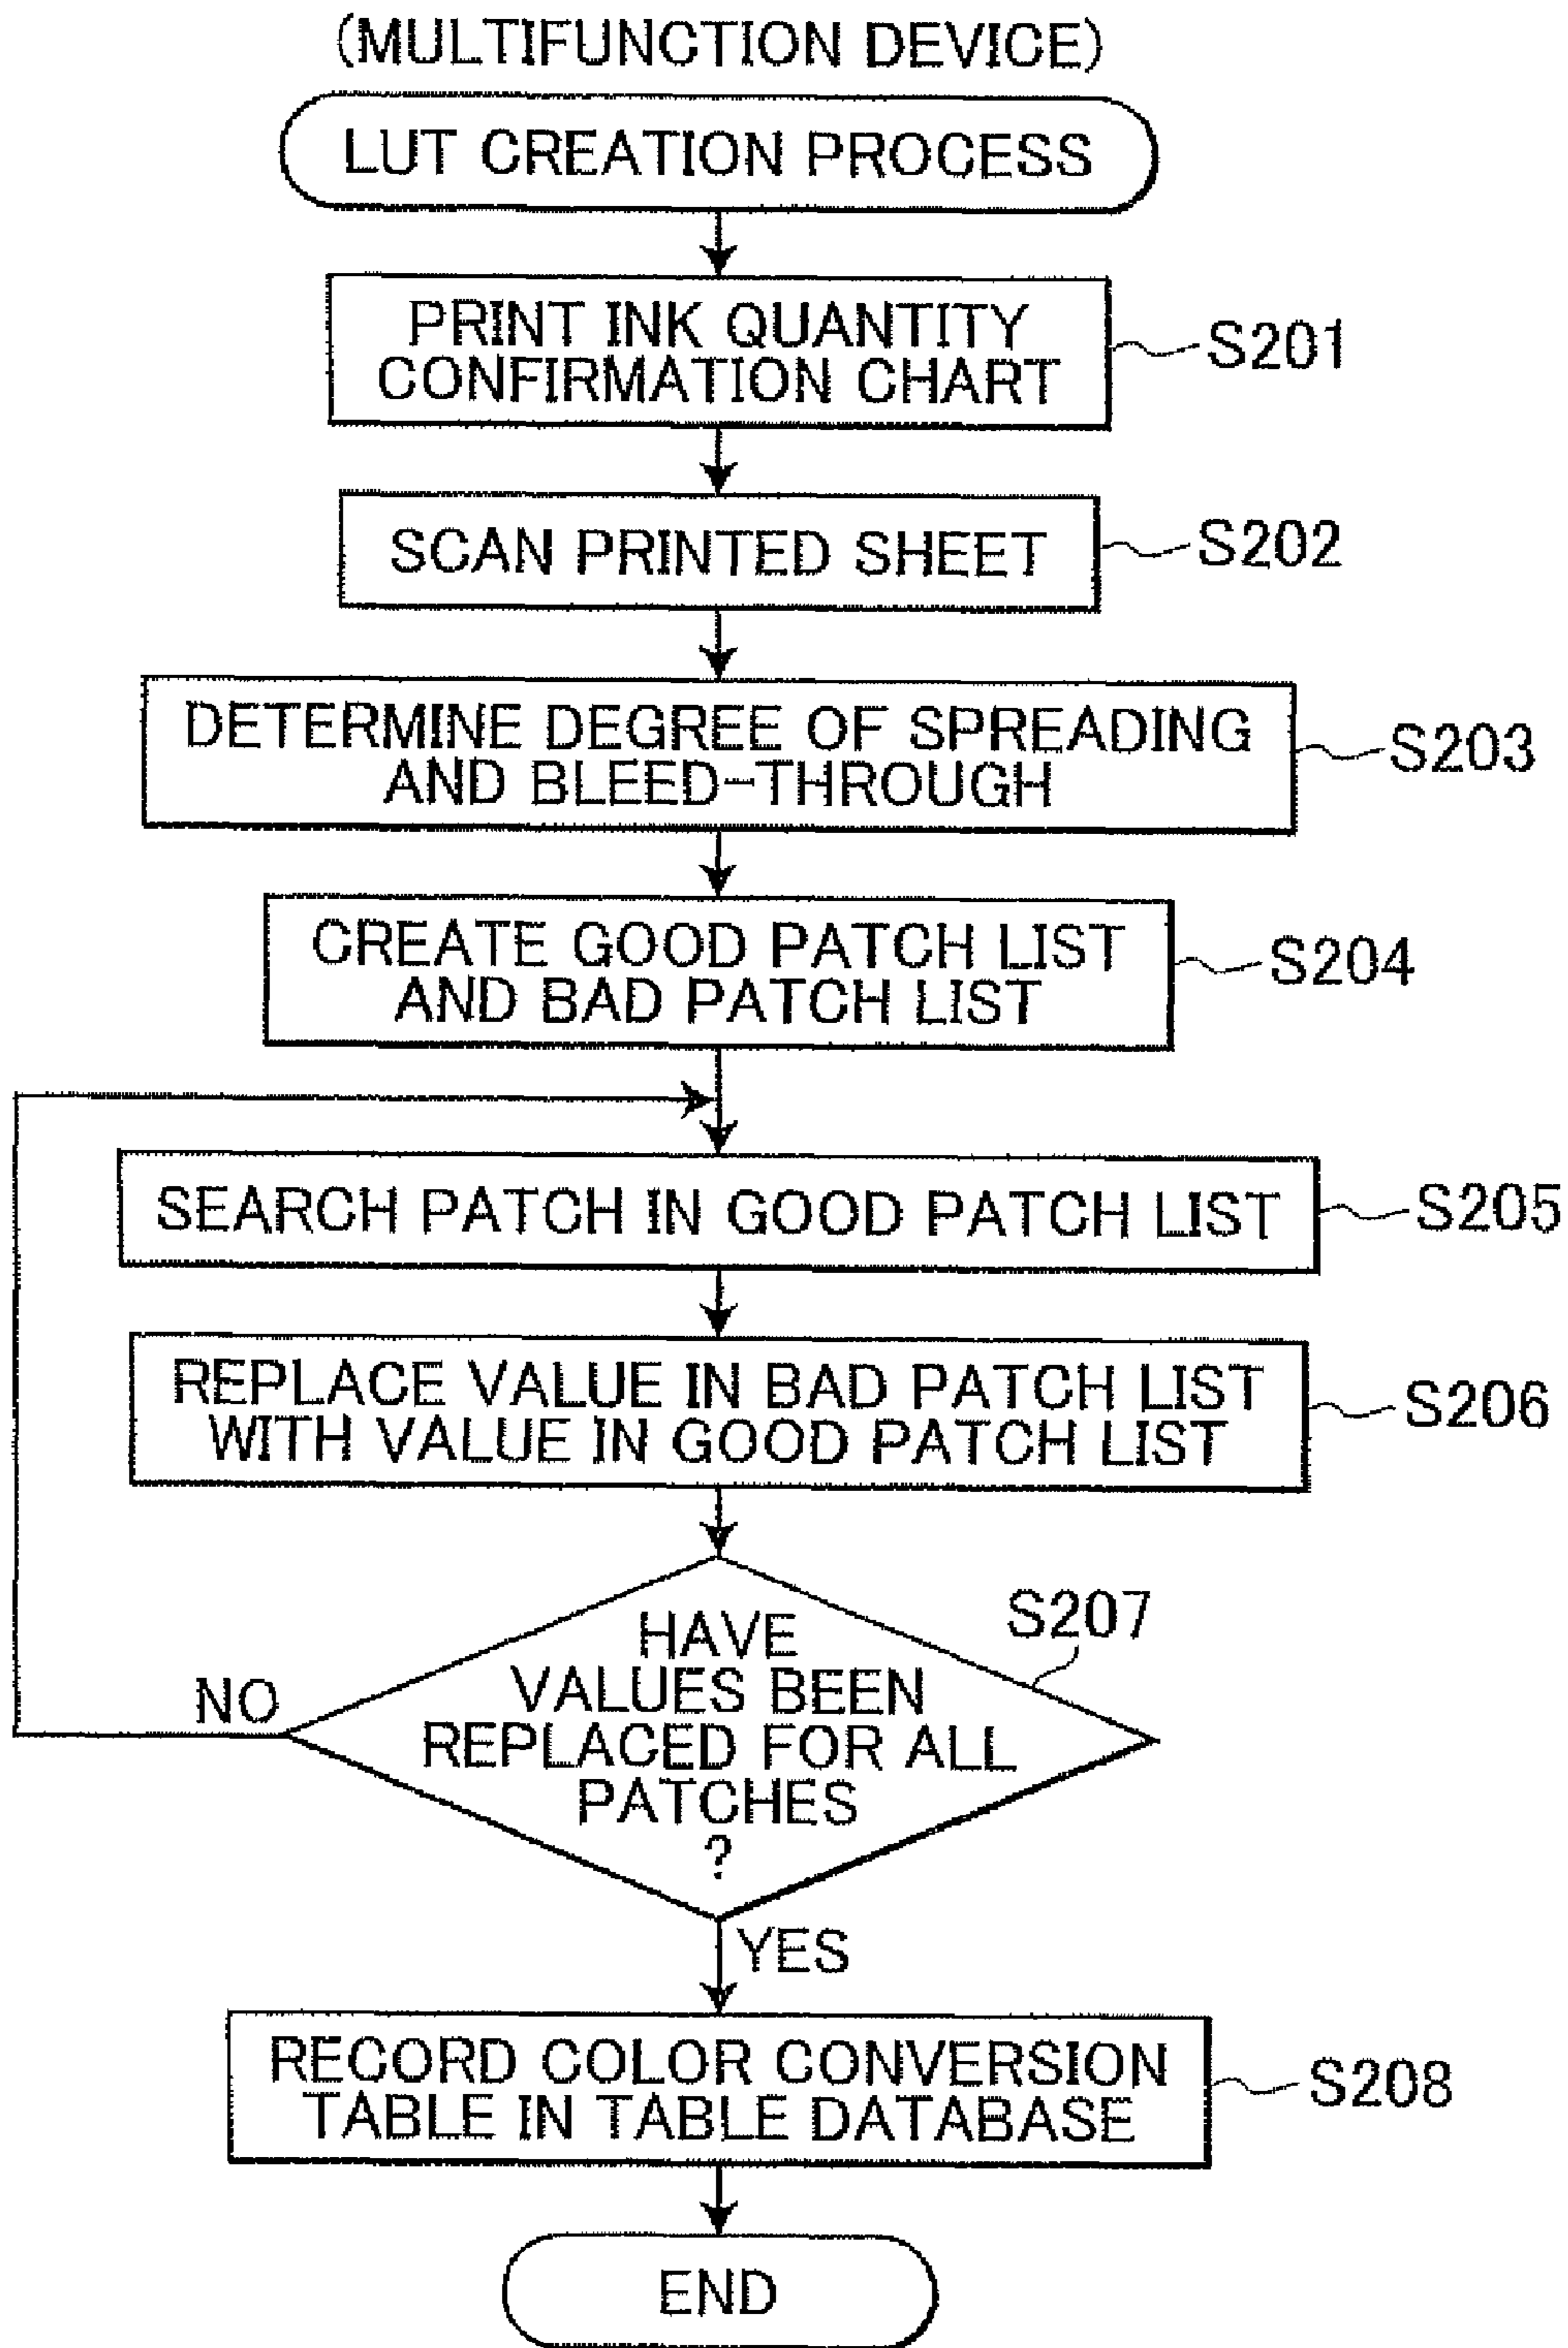 (MULTIFUNCTION DEVICE)
LUT CREATION PROCESS
PRINT INK QUANTITY
CONFIRMATION CHART
S201
SCAN PRINTED SHEET
S202
DETERMINE DEGREE OF SPREADING
AND BLEED-THROUGH
S203
CREATE GOOD PATCH LIST
AND BAD PATCH LIST
S204
SEARCH PATCH IN GOOD PATCH LIST
S205
REPLACE VALUE IN BAD PATCH LIST
WITH VALUE IN GOOD PATCH LIST
S206
HAVE
VALUES BEEN
REPLACED FOR ALL
PATCHES
?
S207
NO
YES
RECORD COLOR CONVERSION
TABLE IN TABLE DATABASE
S208
END